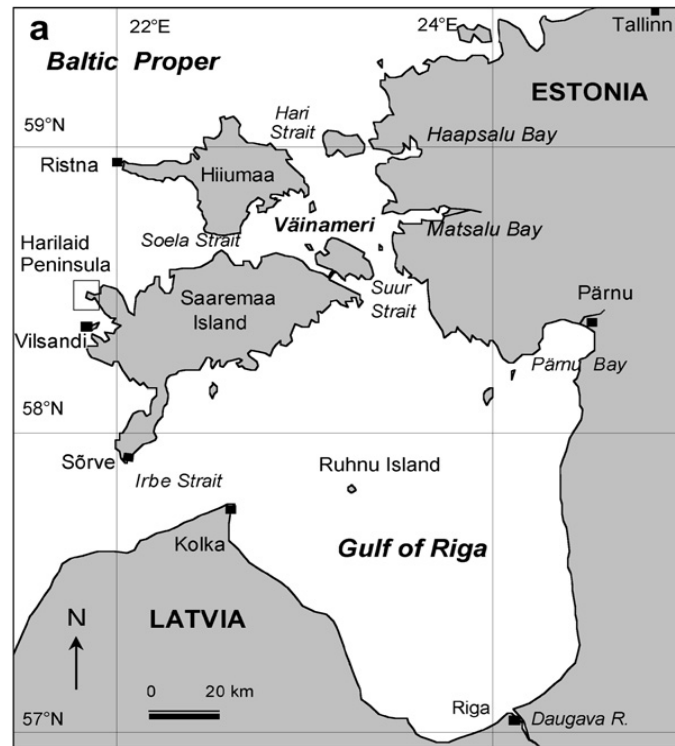 a
22°E
24°E
Tallinn
Baltic Proper
ESTONIA
Hari
Strait
59°N
Haapsalu Bay
Ristna
Hiiumaa
Väinameri
Matsalu Bay
Soela Strait
Harilaid
Peninsula
Suur
Strait
Saaremaa
Island
Pärnu
Vilsandi
Pärnu Bay
58°N
Sõrve
Irbe Strait
Ruhnu Island
Kolka
Gulf of Riga
LATVIA
N
0 20 km
Riga
Daugava R.
57°N